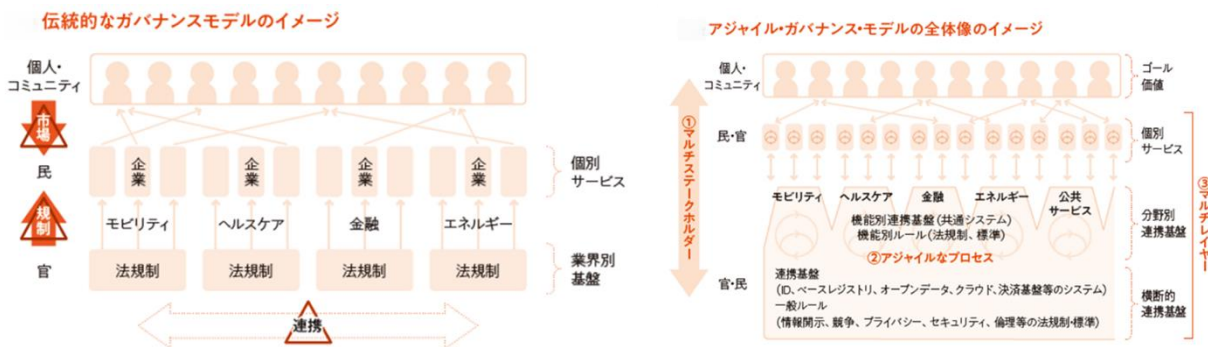 伝統的なガバナンスモデルのイメージ
個人・
コミュニティ
市場
民
企業
企業
企業
企業
個別
サービス
規制
モビリティ
ヘルスケア
金融
エネルギー
官
法規制
法規制
法規制
法規制
業界別
基盤
連携
アジャイル・ガバナンス・モデルの全体像のイメージ
個人・
コミュニティ
ゴール
価値
①マルチステークホルダー
民・官
個別
サービス
モビリティ
ヘルスケア
金融
エネルギー
公共
サービス
機能別連携基盤(共通システム)
機能別ルール(法規制、標準)
分野別
連携基盤
③マルチレイヤー
②アジャイルなプロセス
官・民
連携基盤
(ID、ベースレジストリ、オープンデータ、クラウド、決済基盤等のシステム)
一般ルール
(情報開示、競争、プライバシー、セキュリティ、倫理等の法規制・標準)
横断的
連携基盤